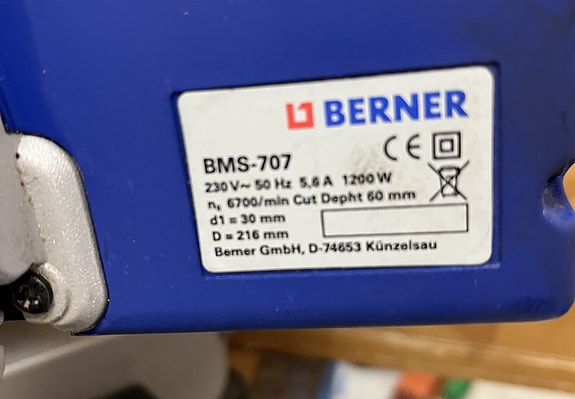 BERNER
CE
BMS-707
230 V~ 50 Hz 5,6 A 1200 W
n₀ 6700/min Cut Depht 60 mm
d1 = 30 mm
D = 216 mm
Berner GmbH, D-74653 Künzelsau